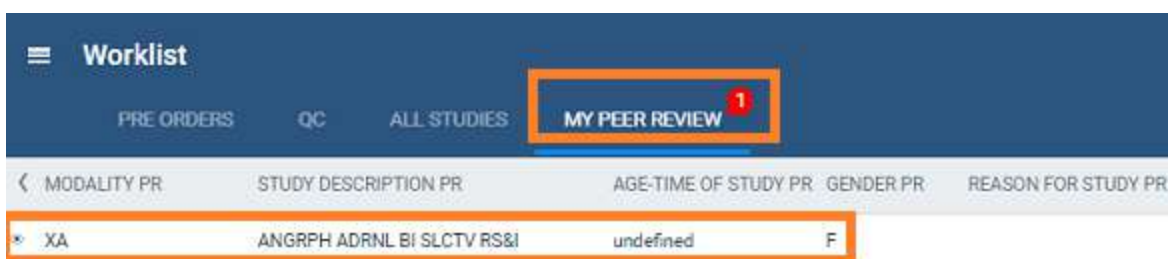 Worklist
PRE ORDERS QC ALL STUDIES MY PEER REVIEW 1
MODALITY PR STUDY DESCRIPTION PR AGE-TIME OF STUDY PR GENDER PR REASON FOR STUDY PR
XA ANGRPH ADRNL BI SLCTV RS&I undefined F